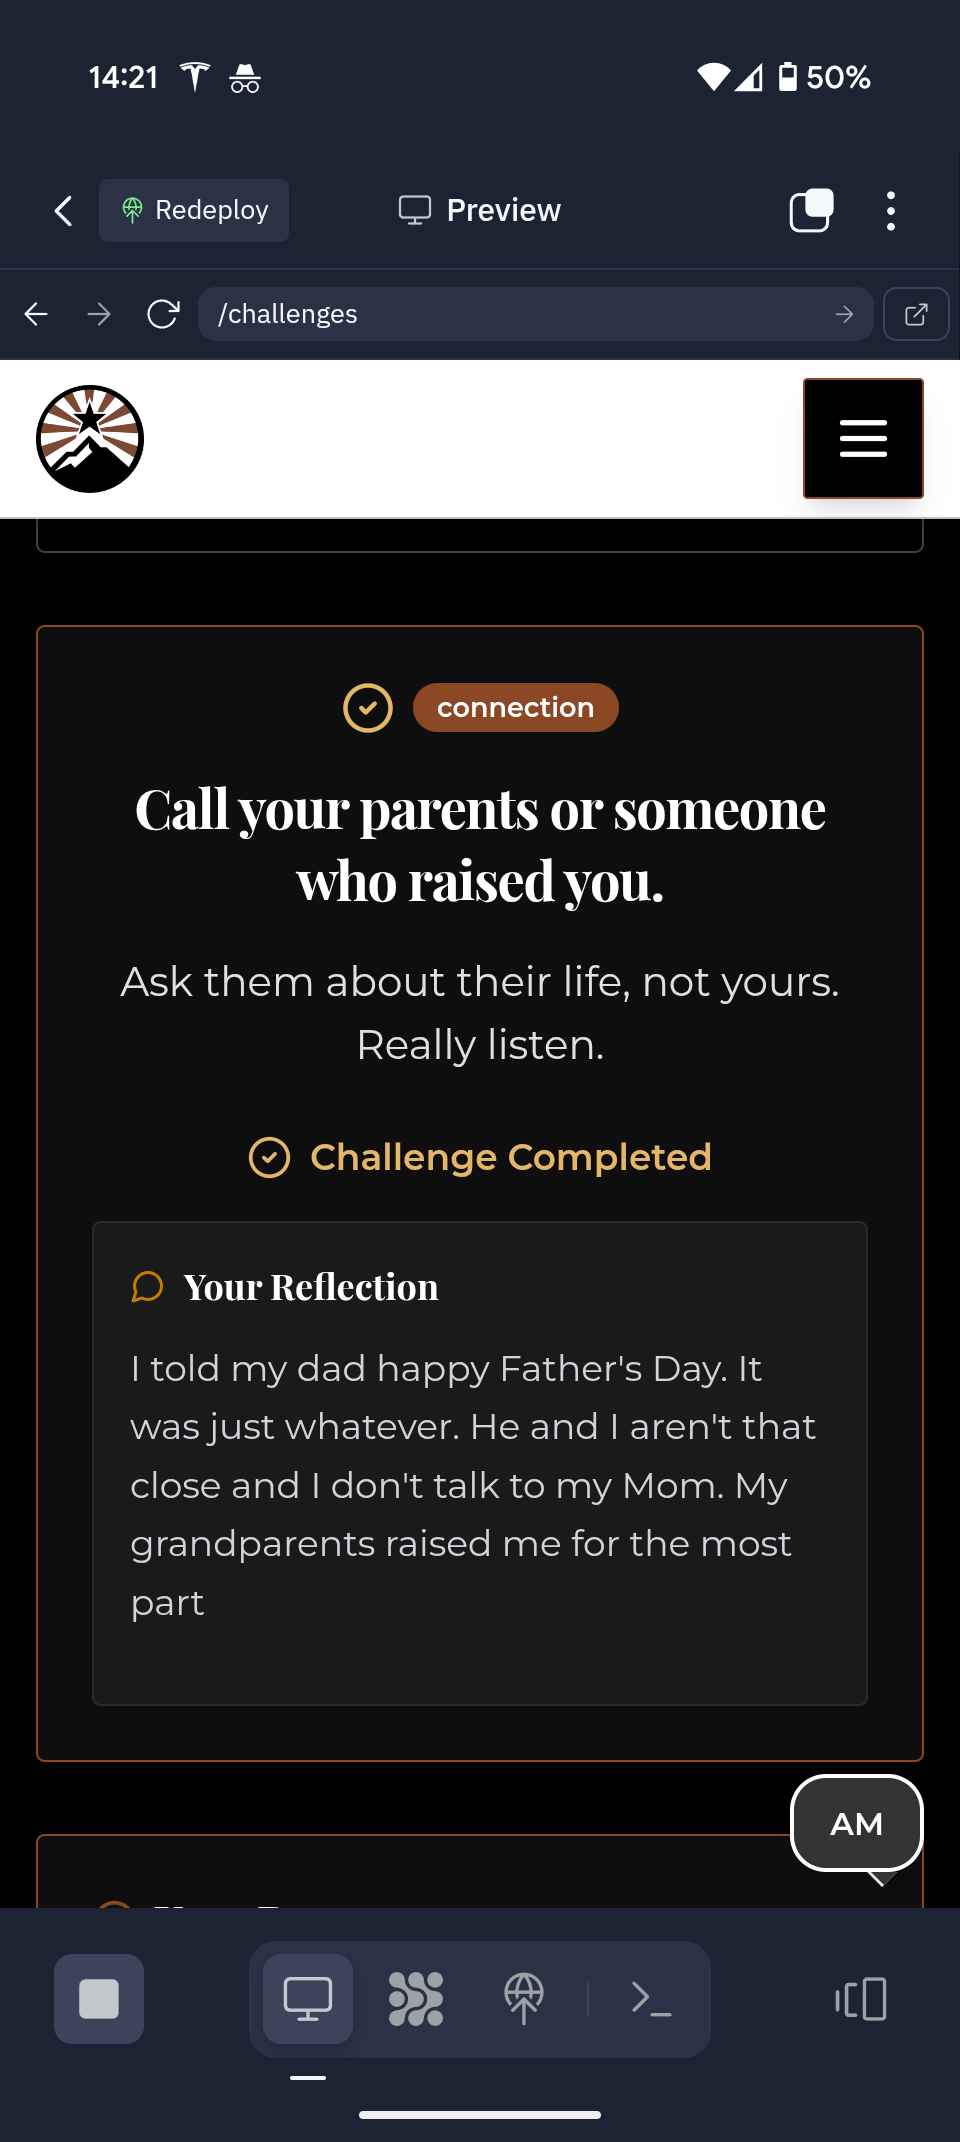 14:21
50%
Redeploy
Preview
/challenges
connection
Call your parents or someone
who raised you.
Ask them about their life, not yours.
Really listen.
Challenge Completed
Your Reflection
I told my dad happy Father's Day. It
was just whatever. He and I aren't that
close and I don't talk to my Mom. My
grandparents raised me for the most
part
AM